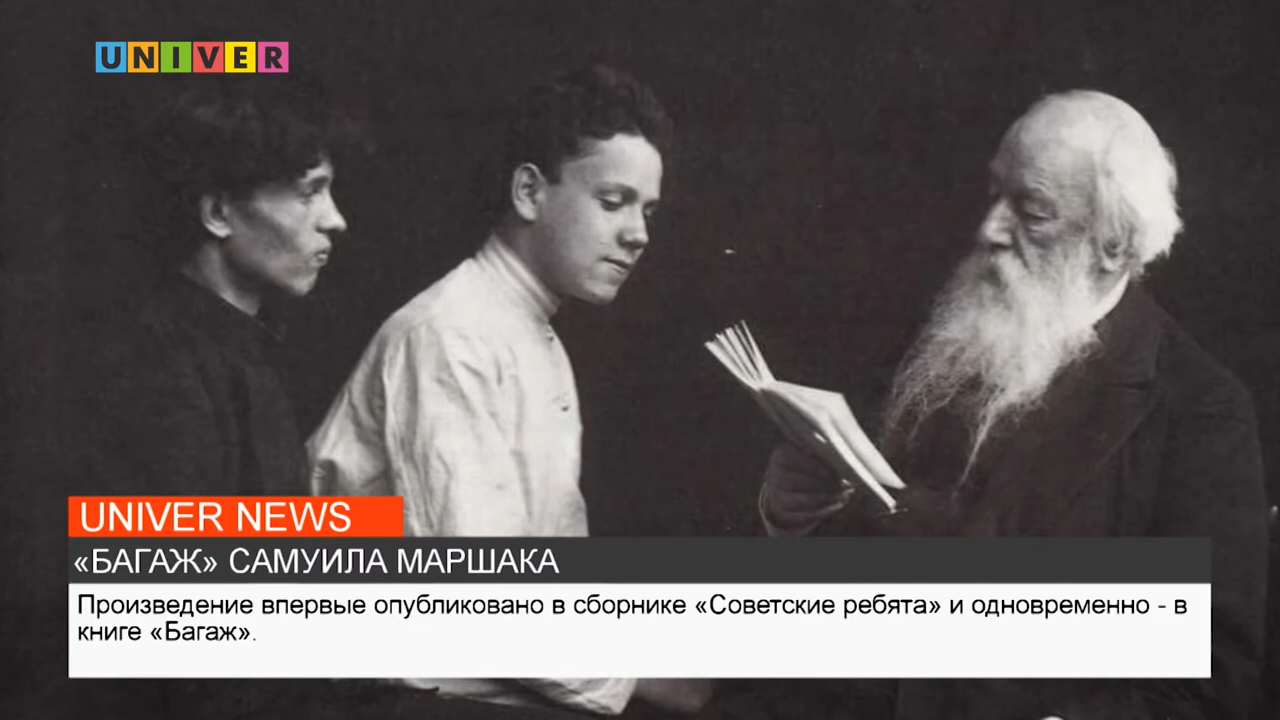 UNIVER
UNIVER NEWS
«БАГАЖ» САМУИЛА МАРШАКА
Произведение впервые опубликовано в сборнике «Советские ребята» и одновременно - в
книге «Багаж».